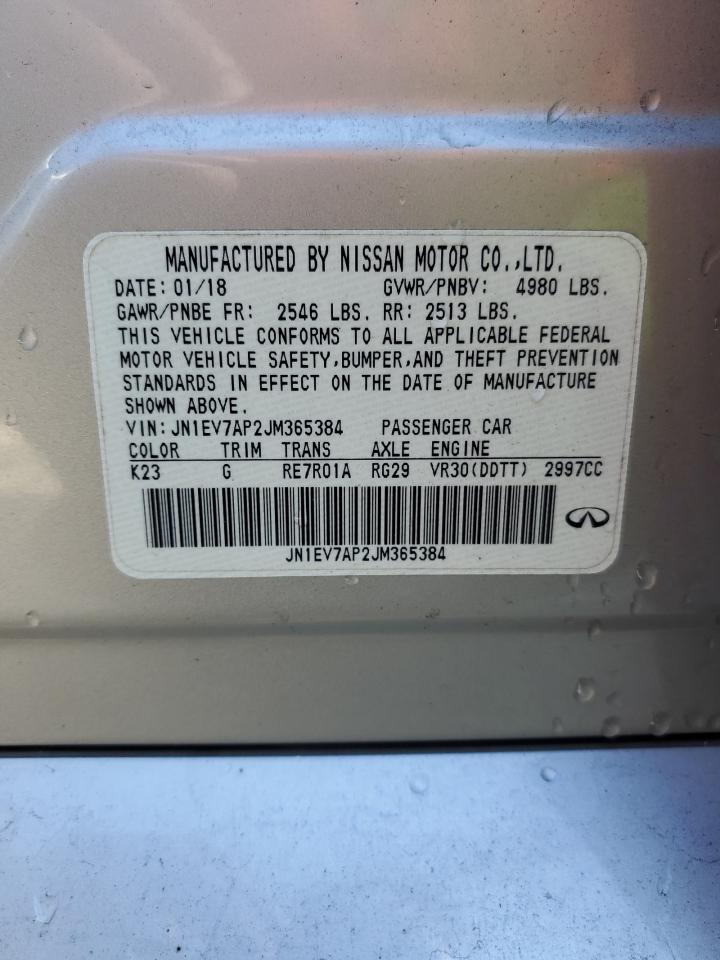 MANUFACTURED BY NISSAN MOTOR CO.,LTD.
DATE: 01/18 GVWR/PNBV: 4980 LBS.
GAWR/PNBE FR: 2546 LBS. RR: 2513 LBS.
THIS VEHICLE CONFORMS TO ALL APPLICABLE FEDERAL
MOTOR VEHICLE SAFETY,BUMPER,AND THEFT PREVENTION
STANDARDS IN EFFECT ON THE DATE OF MANUFACTURE
SHOWN ABOVE.
VIN: JN1EV7AP2JM365384 PASSENGER CAR
COLOR TRIM TRANS AXLE ENGINE
K23 G RE7R01A RG29 VR30(DDTT) 2997CC
JN1EV7AP2JM365384